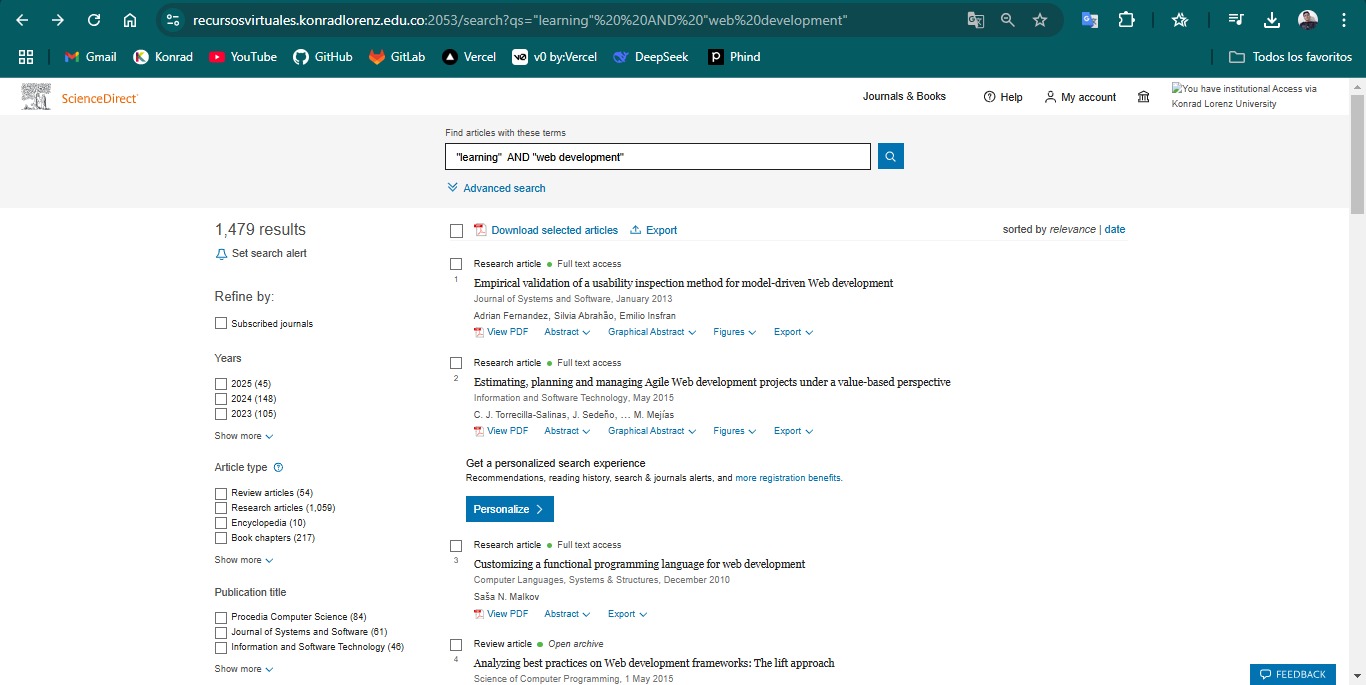 recursosvirtuales.konradlorenz.edu.co:2053/search?qs="learning"%20%20AND%20"web%20development"
Gmail Konrad YouTube GitHub GitLab Vercel v0 by:Vercel DeepSeek Phind Todos los favoritos
ScienceDirect
Journals & Books Help My account You have institutional Access via
Konrad Lorenz University
Find articles with these terms
"learning"  AND "web development"
Advanced search
1,479 results
Set search alert
Refine by:
Subscribed journals
Years
2025 (45)
2024 (148)
2023 (105)
Show more
Article type
Review articles (54)
Research articles (1,059)
Encyclopedia (10)
Book chapters (217)
Show more
Publication title
Procedia Computer Science (84)
Journal of Systems and Software (61)
Information and Software Technology (46)
Show more
Download selected articles Export sorted by relevance | date
Research article Full text access
1 Empirical validation of a usability inspection method for model-driven Web development
Journal of Systems and Software, January 2013
Adrian Fernandez, Silvia Abrahão, Emilio Insfran
View PDF Abstract Graphical Abstract Figures Export
Research article Full text access
2 Estimating, planning and managing Agile Web development projects under a value-based perspective
Information and Software Technology, May 2015
C. J. Torrecilla-Salinas, J. Sedeño, … M. Mejías
View PDF Abstract Graphical Abstract Figures Export
Get a personalized search experience
Recommendations, reading history, search & journals alerts, and more registration benefits.
Personalize
Research article Full text access
3 Customizing a functional programming language for web development
Computer Languages, Systems & Structures, December 2010
Saša N. Malkov
View PDF Abstract Export
Review article Open archive
4 Analyzing best practices on Web development frameworks: The lift approach
Science of Computer Programming, 1 May 2015
FEEDBACK